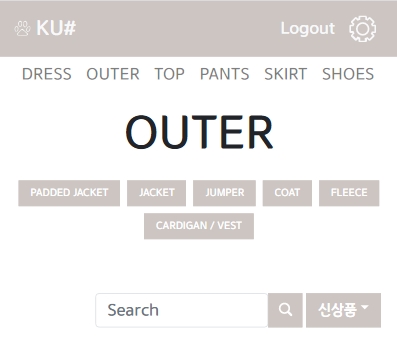 KU# Logout
DRESS OUTER TOP PANTS SKIRT SHOES
OUTER
PADDED JACKET JACKET JUMPER COAT FLEECE
CARDIGAN / VEST
Search 신상품